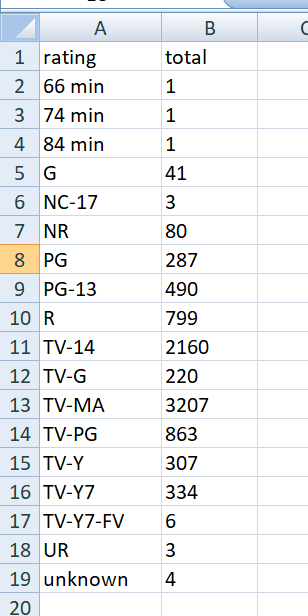 A B
1 rating total
2 66 min 1
3 74 min 1
4 84 min 1
5 G 41
6 NC-17 3
7 NR 80
8 PG 287
9 PG-13 490
10 R 799
11 TV-14 2160
12 TV-G 220
13 TV-MA 3207
14 TV-PG 863
15 TV-Y 307
16 TV-Y7 334
17 TV-Y7-FV 6
18 UR 3
19 unknown 4
20